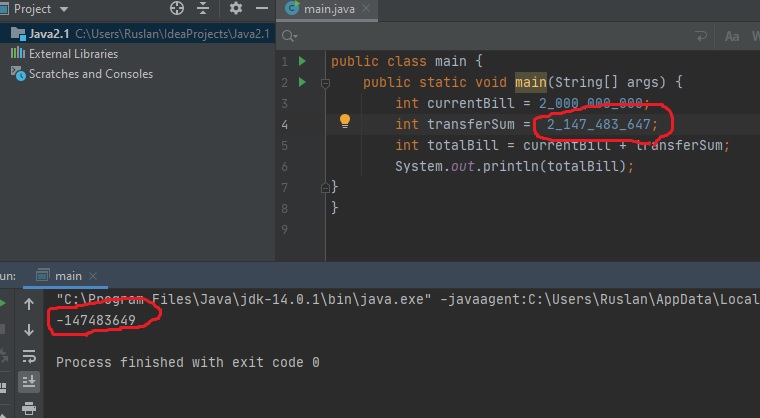 Project
main.java
Java2.1 C:\Users\Ruslan\IdeaProjects\Java2.1
External Libraries
Scratches and Consoles
Aa
W
1 public class main {
2 public static void main(String[] args) {
3 int currentBill = 2_000_000_000;
4 int transferSum = 2_147_483_647;
5 int totalBill = currentBill + transferSum;
6 System.out.println(totalBill);
7 }
8 }
9
un: main
"C:\Program Files\Java\jdk-14.0.1\bin\java.exe" -javaagent:C:\Users\Ruslan\AppData\Local
-147483649
Process finished with exit code 0